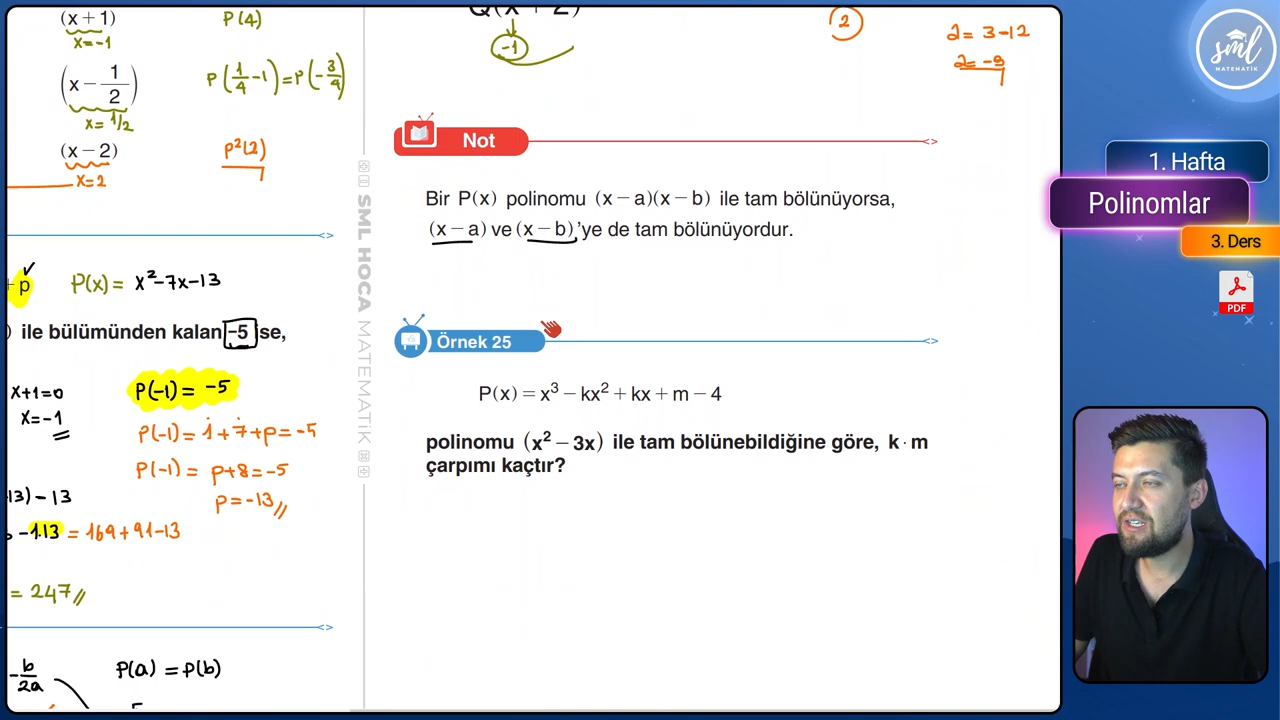 (x + 1)
x=-1
P(4)
(x - 1/2)
x= 1/2
P(1/4 -1)=P(-3/4)
(x - 2)
x=2
P²(2)
p
P(x)= x²-7x-13
) ile bülümünden kalan -5 ise,
x+1=0
x=-1
P(-1)= -5
P(-1)= 1+7+p=-5
P(-1)= p+8=-5
p=-13//
13) - 13
- 1.13 = 169+91-13
= 247//
- b/2a
P(a) = P(b)
Q(x + 2)
-1
2
2= 3-12
2= -9
SML HOCA MATEMATİK
Not
Bir P(x) polinomu (x - a)(x - b) ile tam bölünüyorsa,
(x - a) ve (x - b)'ye de tam bölünüyordur.
Örnek 25
P(x) = x³ - kx² + kx + m - 4
polinomu (x² - 3x) ile tam bölünebildiğine göre, k · m
çarpımı kaçtır?
sml
MATEMATİK
1. Hafta
Polinomlar
3. Ders
PDF